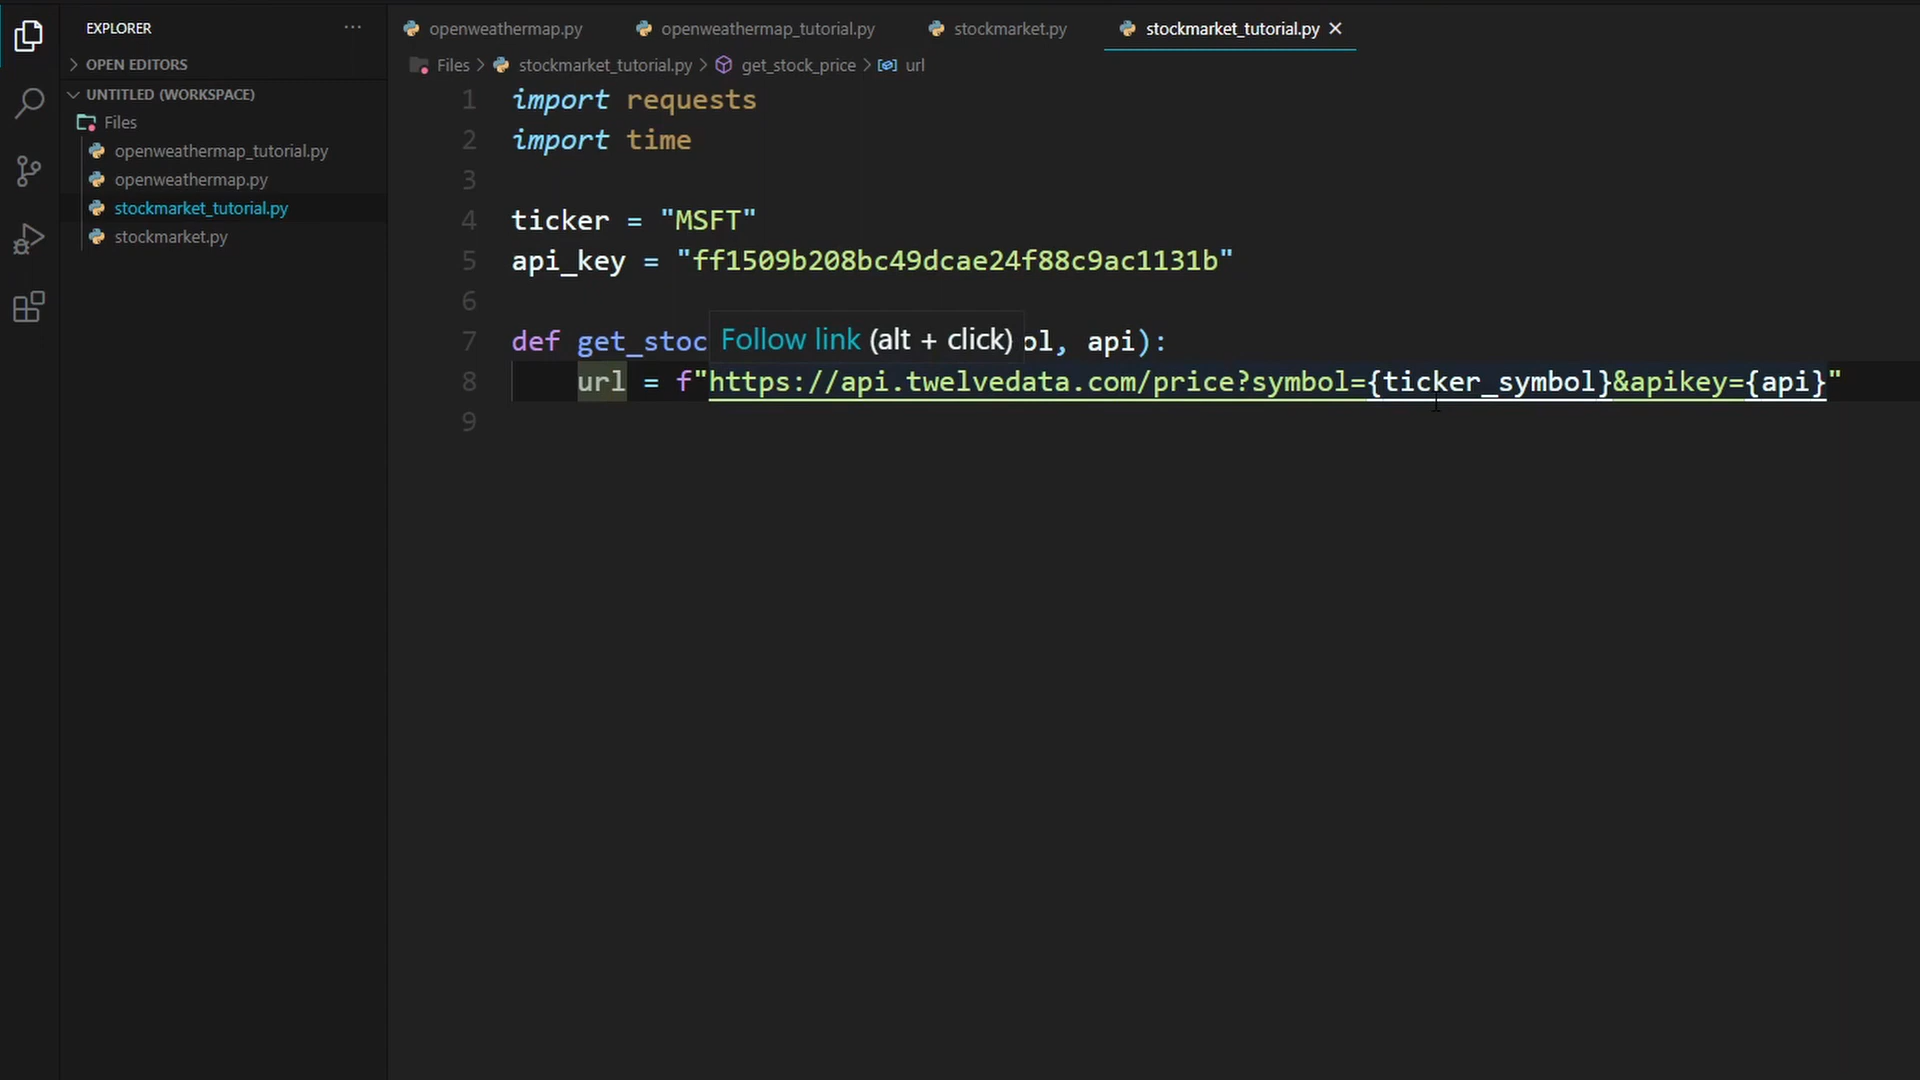 EXPLORER ···
OPEN EDITORS
UNTITLED (WORKSPACE)
Files
openweathermap_tutorial.py
openweathermap.py
stockmarket_tutorial.py
stockmarket.py
openweathermap.py openweathermap_tutorial.py stockmarket.py stockmarket_tutorial.py
Files > stockmarket_tutorial.py > get_stock_price > url
1 import requests
2 import time
3
4 ticker = "MSFT"
5 api_key = "ff1509b208bc49dcae24f88c9ac1131b"
6
7 def get_stoc Follow link (alt + click) ol, api):
8 url = f"https://api.twelvedata.com/price?symbol={ticker_symbol}&apikey={api}"
9